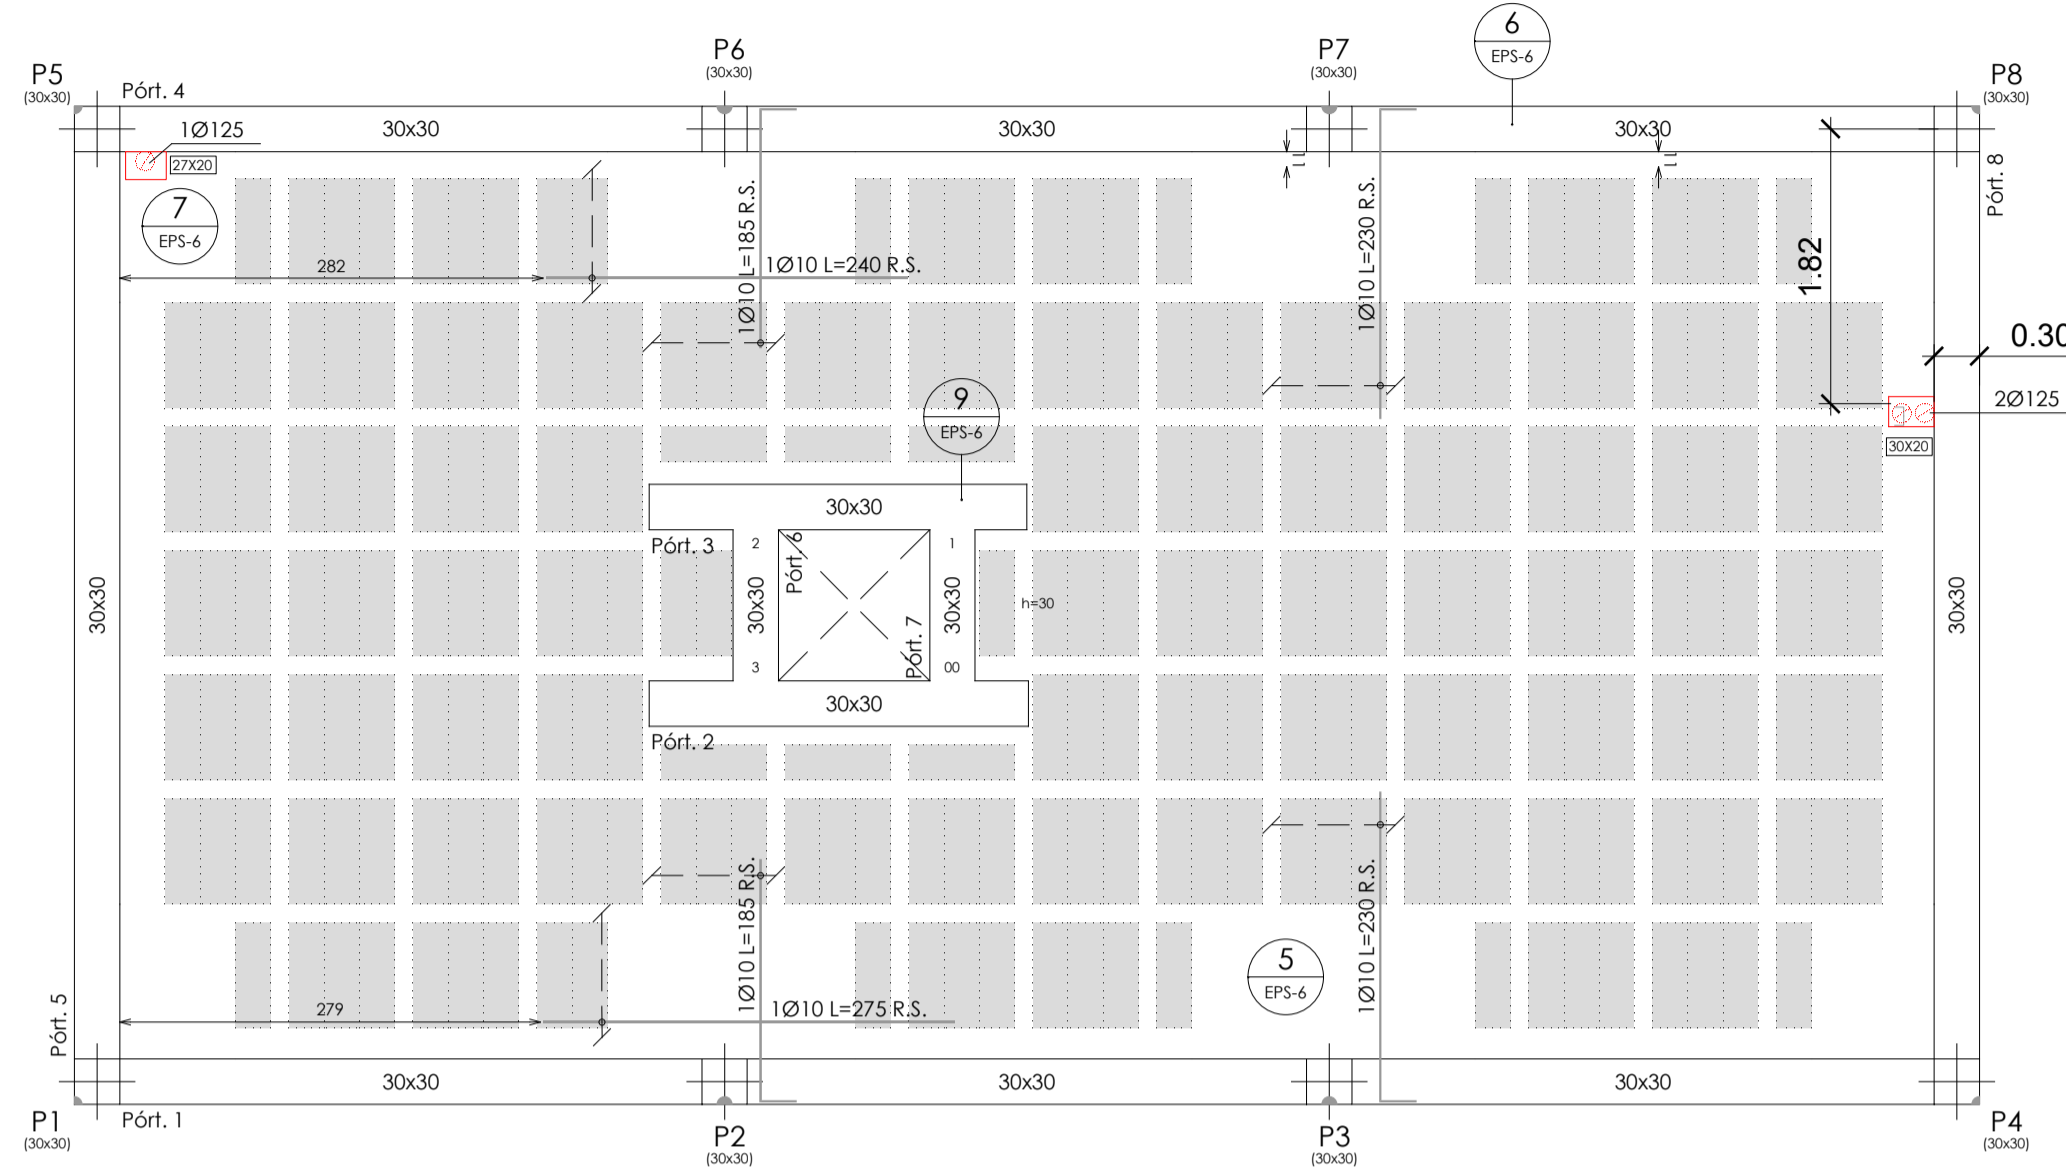 6
EPS-6
P6
(30x30)
P7
(30x30)
P5
(30x30)
Pórt. 4
P8
(30x30)
1Ø125
30x30
30x30
30x30
27X20
11
11
Pórt. 8
7
EPS-6
1Ø10 L=185 R.S.
1Ø10 L=230 R.S.
1.82
282
1Ø10 L=240 R.S.
0.30
9
EPS-6
2Ø125
30X20
30x30
Pórt. 3
2
Pórt. 6
1
30x30
30x30
30x30
h=30
30x30
Pórt. 7
3
00
30x30
Pórt. 2
1Ø10 L=185 R.S.
1Ø10 L=230 R.S.
5
EPS-6
Pórt. 5
279
1Ø10 L=275 R.S.
30x30
30x30
30x30
P1
(30x30)
Pórt. 1
P2
(30x30)
P3
(30x30)
P4
(30x30)